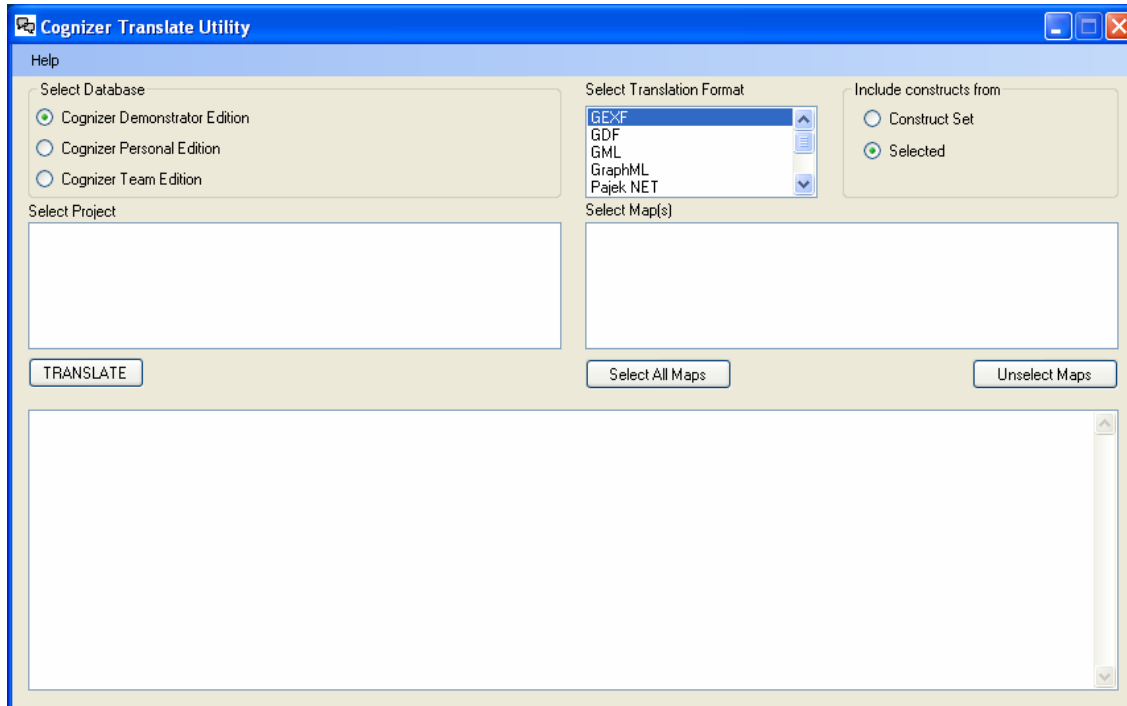 Cognizer Translate Utility
Help
Select Database
Cognizer Demonstrator Edition
Cognizer Personal Edition
Cognizer Team Edition
Select Translation Format
GEXF
GDF
GML
GraphML
Pajek NET
Include constructs from
Construct Set
Selected
Select Project
Select Map(s)
TRANSLATE
Select All Maps
Unselect Maps